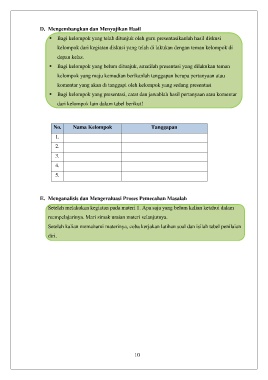 D. Mengembangkan dan Menyajikan Hasil
• Bagi kelompok yang telah ditunjuk oleh guru presentasikanlah hasil diskusi
kelompok dari kegiatan diskusi yang telah di lakukan dengan teman kelompok di
depan kelas.
• Bagi kelompok yang belum ditunjuk, amatilah presentasi yang dilakukan teman
kelompok yang maju kemudian berikanlah tanggapan berupa pertanyaan atau
komentar yang akan di tanggapi oleh kelompok yang sedang presentasi
• Bagi kelompok yang presentasi, catat dan jawablah hasil pertanyaan atau komentar
dari kelompok lain dalam tabel berikut!
No. Nama Kelompok Tanggapan
1.
2.
3.
4.
5.
E. Menganalisis dan Mengevaluasi Proses Pemecahan Masalah
Setelah melakukan kegiatan pada materi 1. Apa saja yang belum kalian ketahui dalam
mempelajarinya. Mari simak uraian materi selanjutnya.
Setelah kalian memahami materinya, coba kerjakan latihan soal dan isilah tabel penilaian
diri.
10